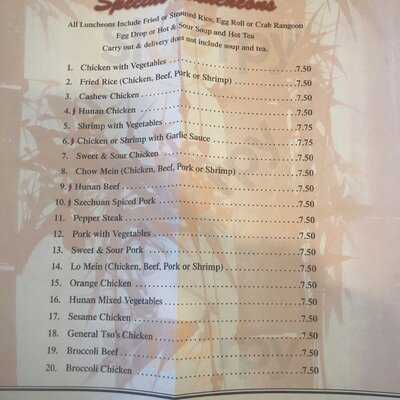 Special Luncheons
All Luncheons Include Fried or Steamed Rice, Egg Roll or Crab Rangoon
Egg Drop or Hot & Sour Soup and Hot Tea
Carry out & delivery does not include soup and tea.
1. Chicken with Vegetables 7.50
2. Fried Rice (Chicken, Beef, Pork or Shrimp) 7.50
3. Cashew Chicken 7.50
4. Hunan Chicken 7.50
5. Shrimp with Vegetables 7.75
6. Chicken or Shrimp with Garlic Sauce 7.75
7. Sweet & Sour Chicken 7.50
8. Chow Mein (Chicken, Beef, Pork or Shrimp) 7.50
9. Hunan Beef 7.50
10. Szechuan Spiced Pork 7.50
11. Pepper Steak 7.50
12. Pork with Vegetables 7.50
13. Sweet & Sour Pork 7.50
14. Lo Mein (Chicken, Beef, Pork or Shrimp) 7.50
15. Orange Chicken 7.50
16. Hunan Mixed Vegetables 7.50
17. Sesame Chicken 7.50
18. General Tso's Chicken 7.50
19. Broccoli Beef 7.50
20. Broccoli Chicken 7.50